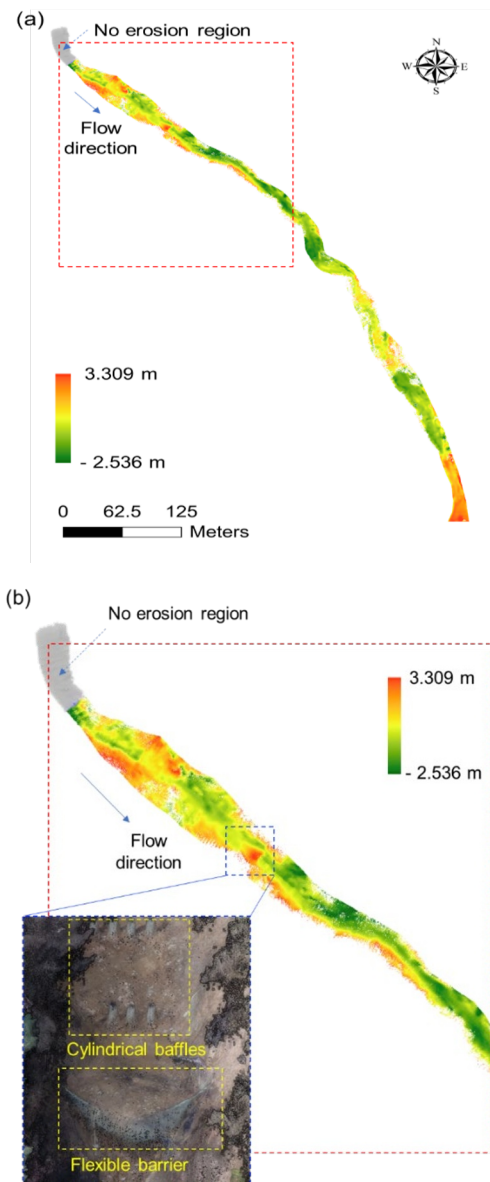 (a)
No erosion region
N
W E
S
Flow
direction
3.309 m
- 2.536 m
0 62.5 125
Meters
(b)
No erosion region
3.309 m
- 2.536 m
Flow
direction
Cylindrical baffles
Flexible barrier